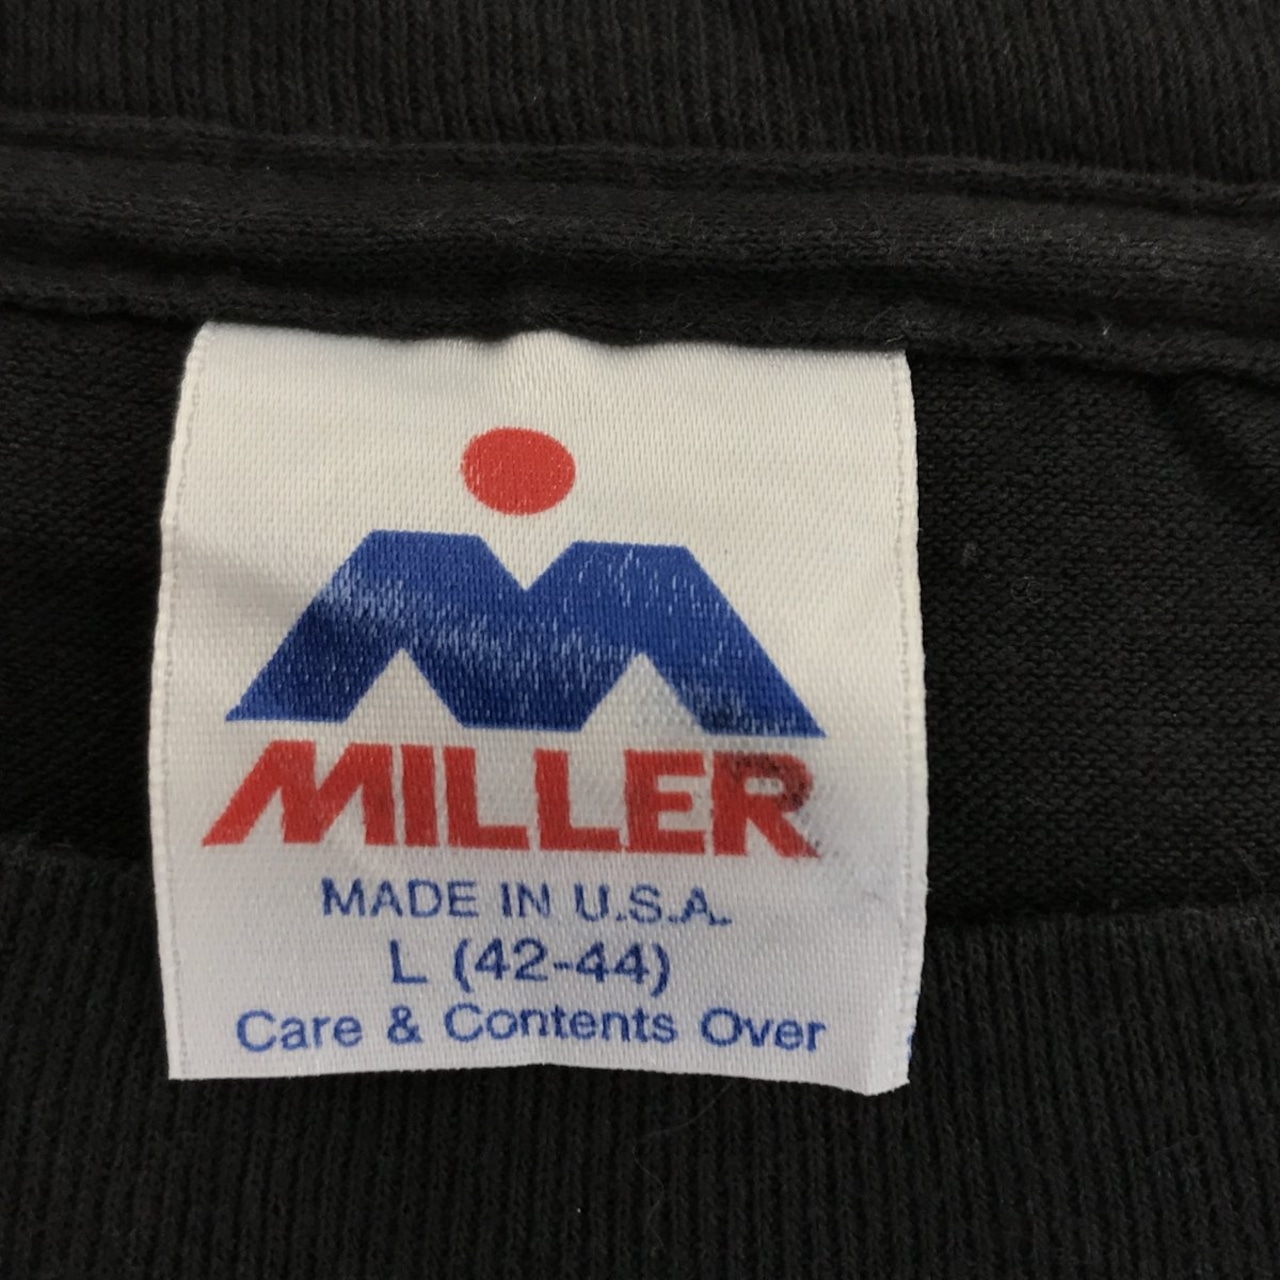 MILLER
MADE IN U.S.A.
L (42-44)
Care & Contents Over